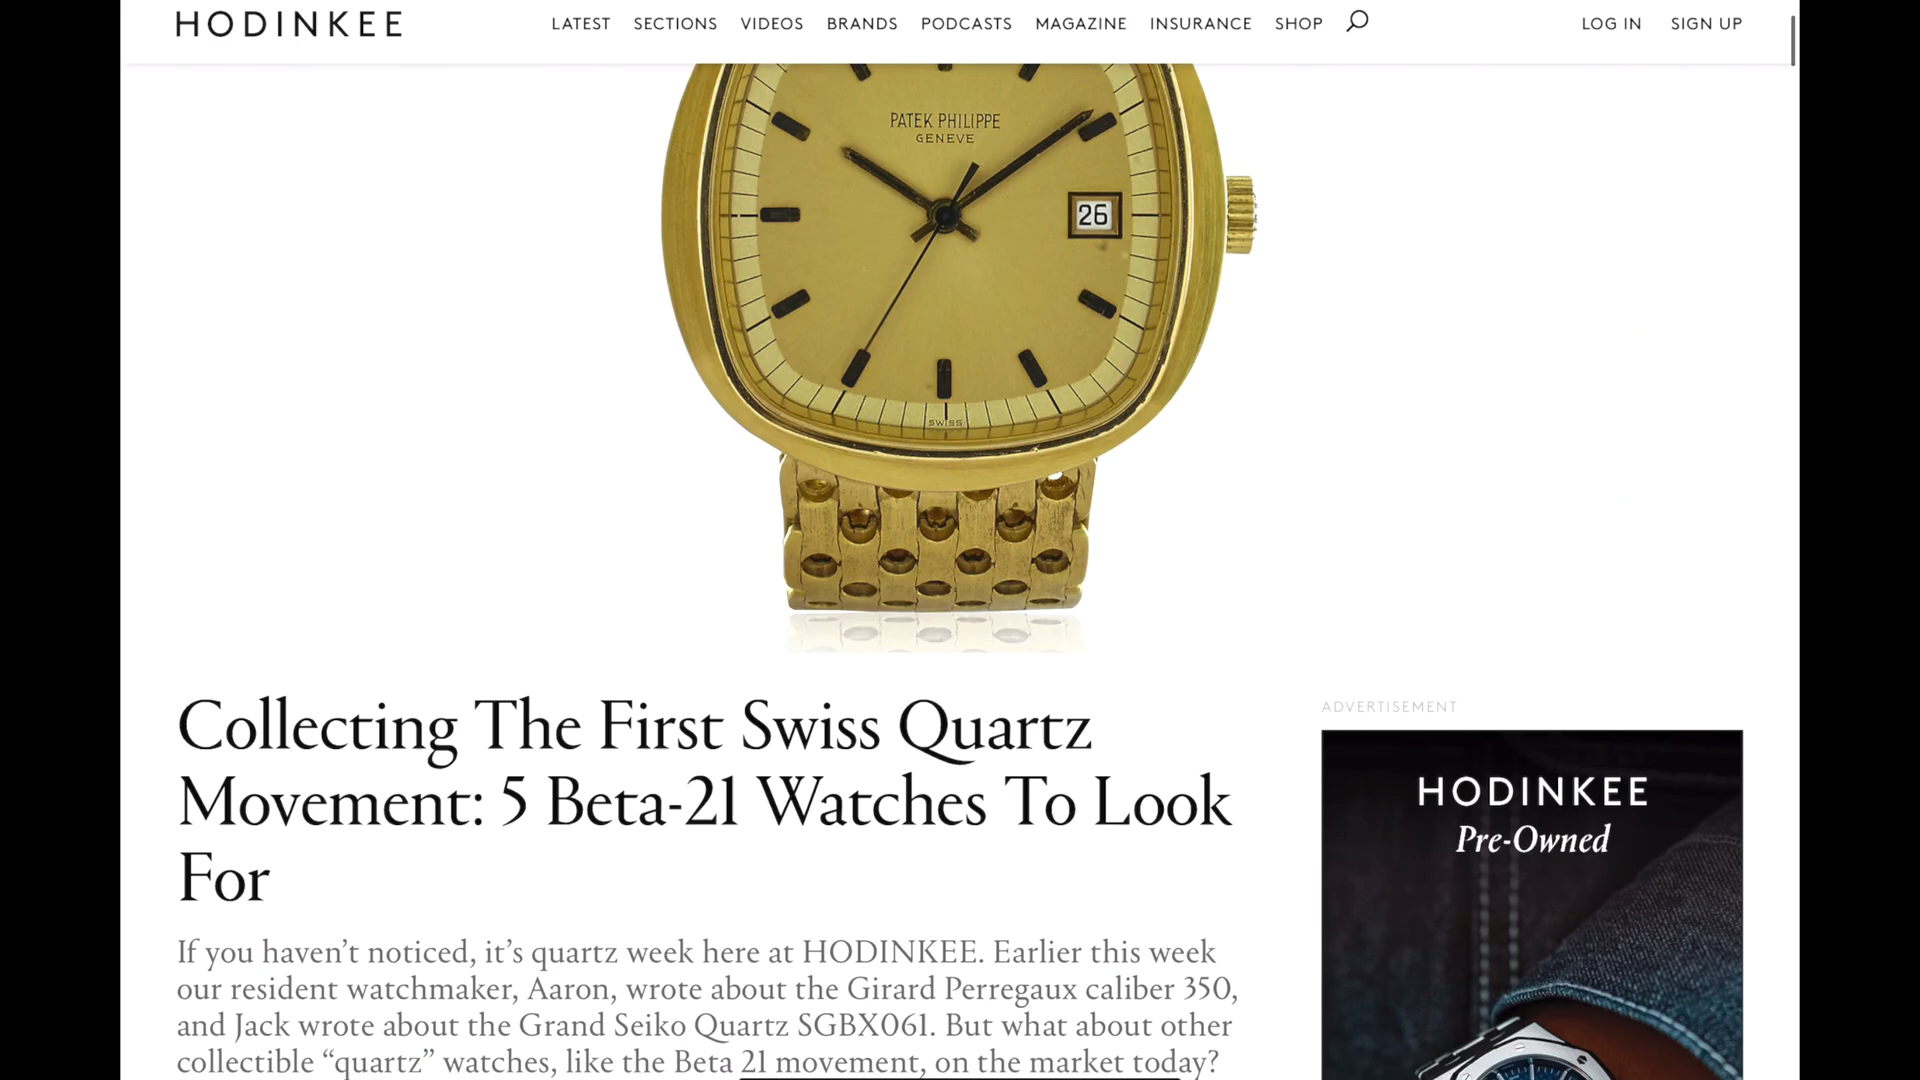 HODINKEE
LATEST SECTIONS VIDEOS BRANDS PODCASTS MAGAZINE INSURANCE SHOP
LOG IN SIGN UP
PATEK PHILIPPE
GENEVE
26
SWISS
Collecting The First Swiss Quartz
Movement: 5 Beta-21 Watches To Look
For
If you haven’t noticed, it’s quartz week here at HODINKEE. Earlier this week
our resident watchmaker, Aaron, wrote about the Girard Perregaux caliber 350,
and Jack wrote about the Grand Seiko Quartz SGBX061. But what about other
collectible “quartz” watches, like the Beta 21 movement, on the market today?
ADVERTISEMENT
HODINKEE
Pre-Owned